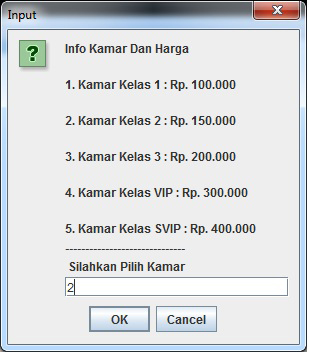 Input
Info Kamar Dan Harga
1. Kamar Kelas 1 : Rp. 100.000
2. Kamar Kelas 2 : Rp. 150.000
3. Kamar Kelas 3 : Rp. 200.000
4. Kamar Kelas VIP : Rp. 300.000
5. Kamar Kelas SVIP : Rp. 400.000
------------------------------
Silahkan Pilih Kamar
2
OK Cancel